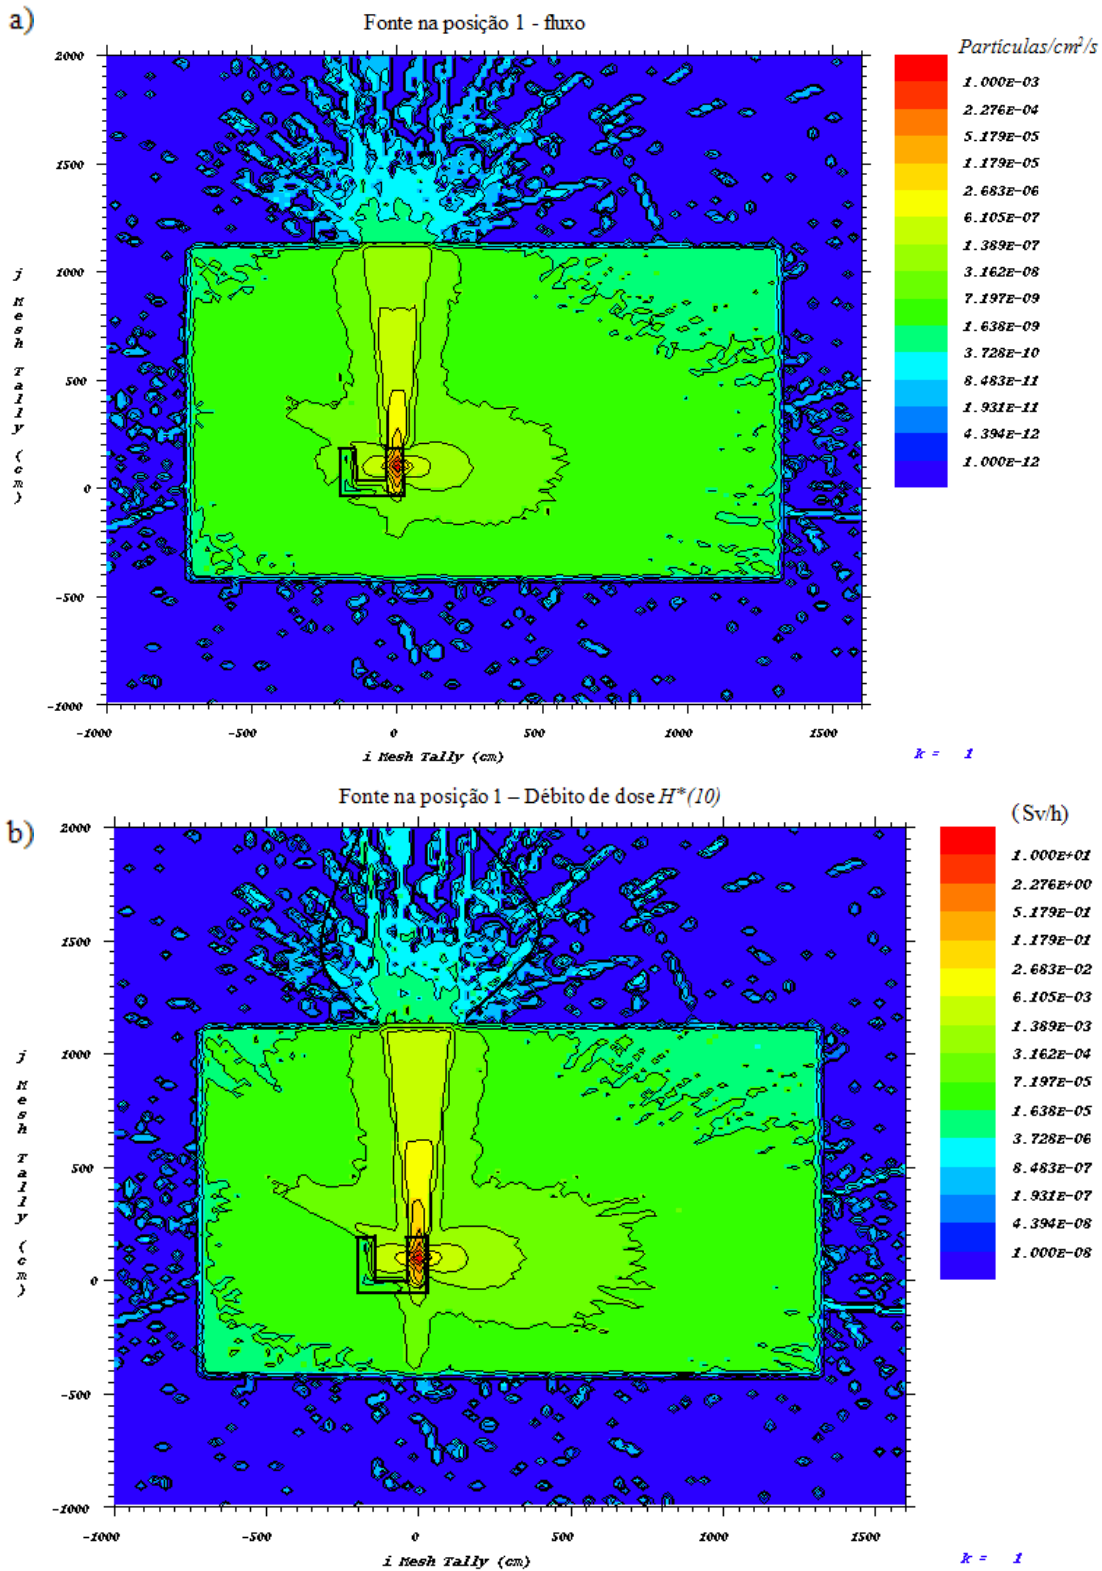 a)
Fonte na posição 1 - fluxo
Partículas/cm²/s
2000
1500
1000
500
0
-500
-1000
j Mesh Tally (cm)
-1000 -500 0 500 1000 1500
i Mesh Tally (cm)
1.000E-03
2.276E-04
5.179E-05
1.179E-05
2.683E-06
6.105E-07
1.389E-07
3.162E-08
7.197E-09
1.638E-09
3.728E-10
8.483E-11
1.931E-11
4.394E-12
1.000E-12
k = 1
b)
Fonte na posição 1 – Débito de dose H*(10)
(Sv/h)
2000
1500
1000
500
0
-500
-1000
j Mesh Tally (cm)
-1000 -500 0 500 1000 1500
i Mesh Tally (cm)
1.000E+01
2.276E+00
5.179E-01
1.179E-01
2.683E-02
6.105E-03
1.389E-03
3.162E-04
7.197E-05
1.638E-05
3.728E-06
8.483E-07
1.931E-07
4.394E-08
1.000E-08
k = 1